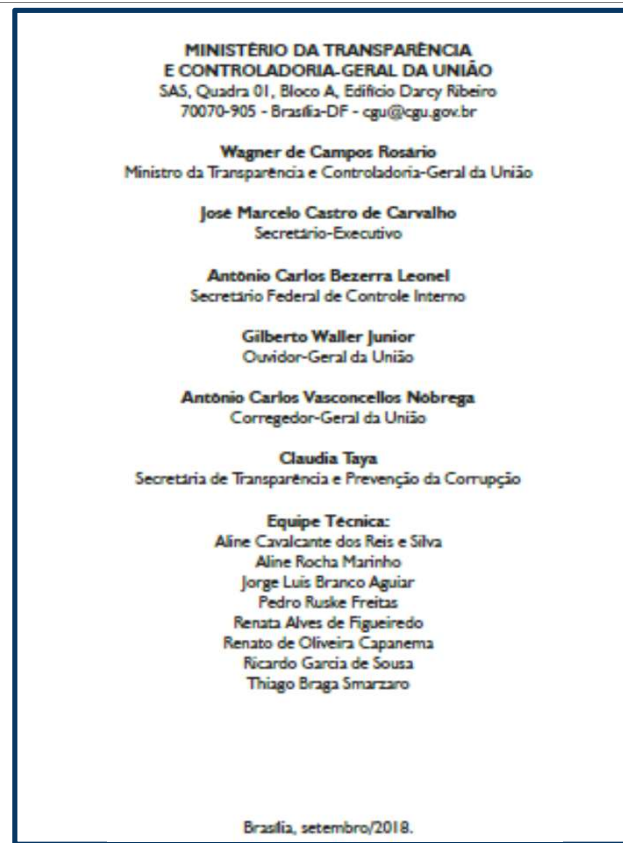 MINISTÉRIO DA TRANSPARÊNCIA
E CONTROLADORIA-GERAL DA UNIÃO
SAS, Quadra 01, Bloco A, Edifício Darcy Ribeiro
70070-905 - Brasília-DF - cgu@cgu.gov.br
Wagner de Campos Rosário
Ministro da Transparência e Controladoria-Geral da União
José Marcelo Castro de Carvalho
Secretário-Executivo
Antônio Carlos Bezerra Leonel
Secretário Federal de Controle Interno
Gilberto Waller Junior
Ouvidor-Geral da União
Antônio Carlos Vasconcellos Nóbrega
Corregedor-Geral da União
Claudia Taya
Secretária de Transparência e Prevenção da Corrupção
Equipe Técnica:
Aline Cavalcante dos Reis e Silva
Aline Rocha Marinho
Jorge Luis Branco Aguiar
Pedro Ruske Freitas
Renata Alves de Figueiredo
Renato de Oliveira Capanema
Ricardo Garcia de Sousa
Thiago Braga Smarzaro
Brasília, setembro/2018.